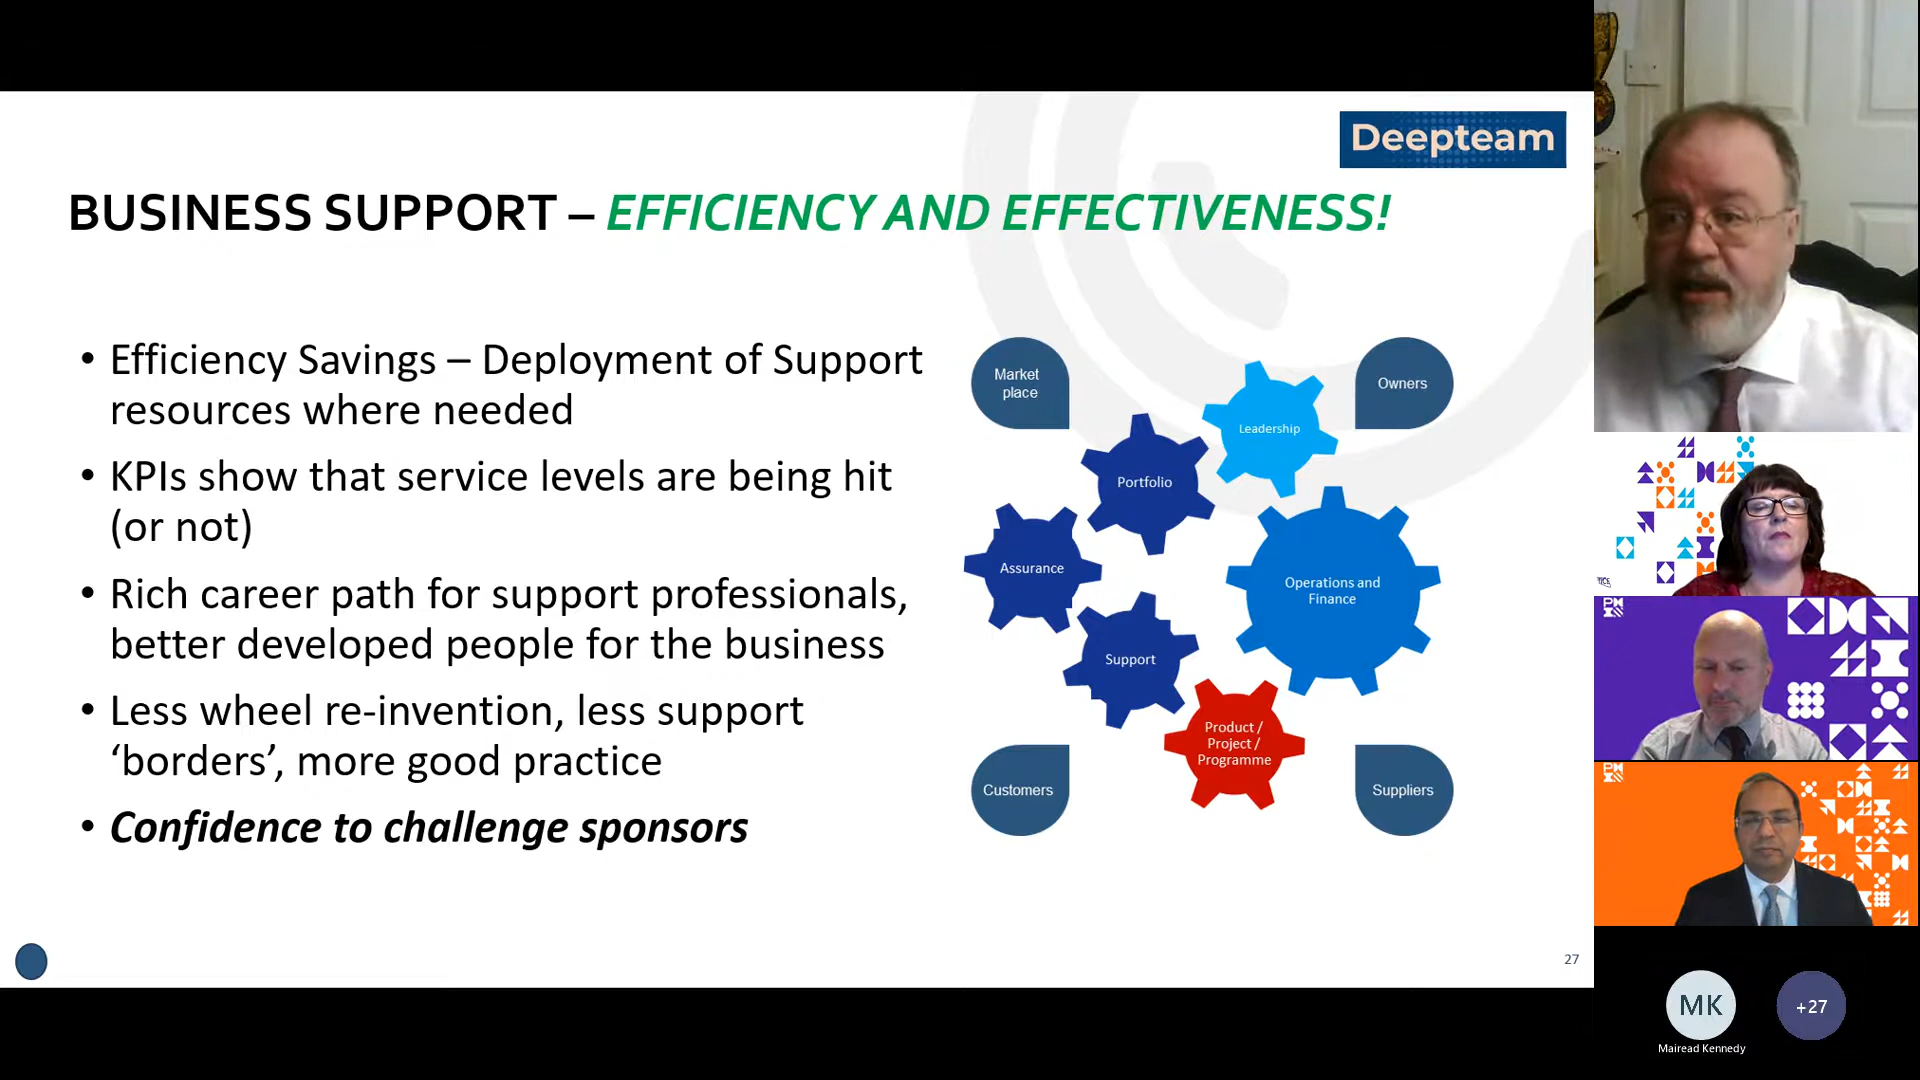 Deepteam
BUSINESS SUPPORT – EFFICIENCY AND EFFECTIVENESS!
• Efficiency Savings – Deployment of Support
resources where needed
• KPIs show that service levels are being hit
(or not)
• Rich career path for support professionals,
better developed people for the business
• Less wheel re-invention, less support
‘borders’, more good practice
• Confidence to challenge sponsors
Market
place
Owners
Leadership
Portfolio
Assurance
Operations and
Finance
Support
Product /
Project /
Programme
Customers
Suppliers
27
MK
+27
Mairead Kennedy